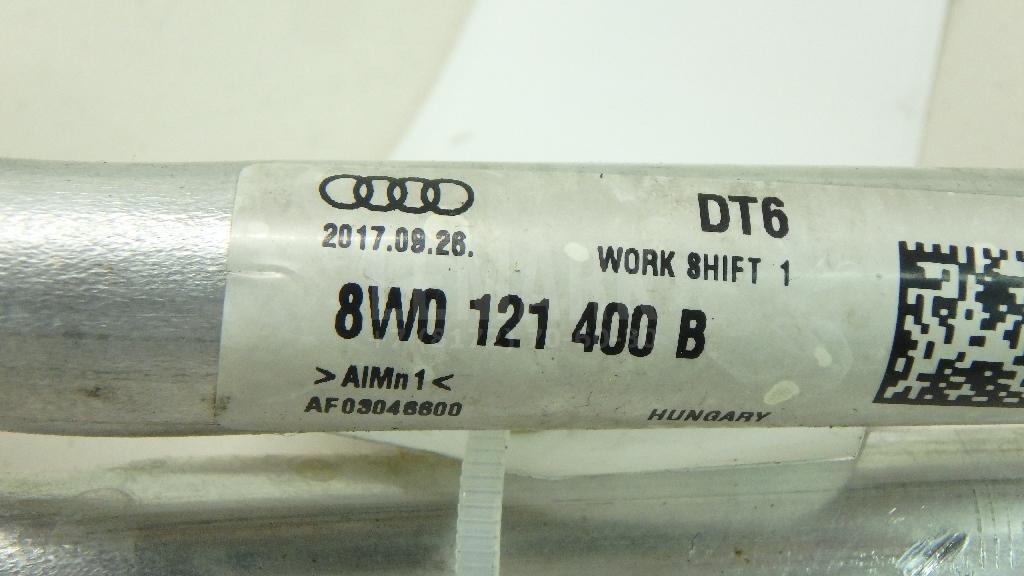 2017.09.26.
DT6
WORK SHIFT 1
8W0 121 400 B
>AlMn1<
AF03046600
HUNGARY